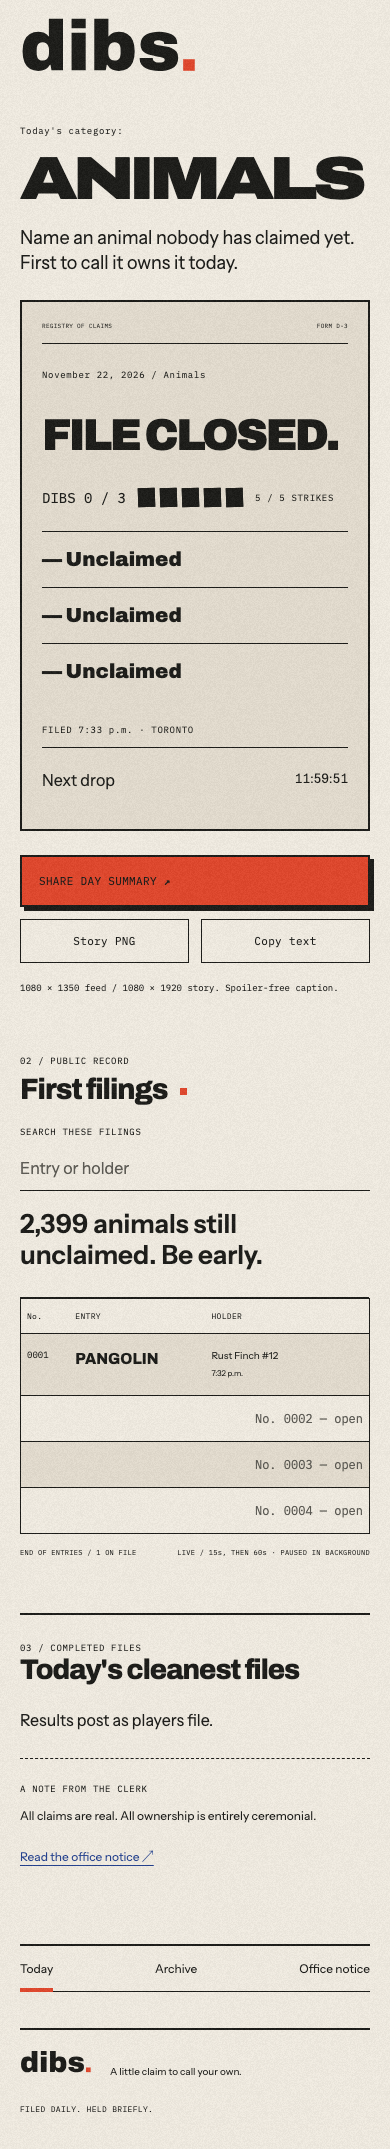 dibs.
Today's category:
ANIMALS
Name an animal nobody has claimed yet.
First to call it owns it today.
REGISTRY OF CLAIMS FORM D-3
November 22, 2026 / Animals
FILE CLOSED.
DIBS 0 / 3 5 / 5 STRIKES
— Unclaimed
— Unclaimed
— Unclaimed
FILED 7:33 p.m. · TORONTO
Next drop 11:59:51
SHARE DAY SUMMARY ↗
Story PNG Copy text
1080 × 1350 feed / 1080 × 1920 story. Spoiler-free caption.
02 / PUBLIC RECORD
First filings
SEARCH THESE FILINGS
Entry or holder
2,399 animals still
unclaimed. Be early.
No. ENTRY HOLDER
0001 PANGOLIN Rust Finch #12
7:32 p.m.
No. 0002 — open
No. 0003 — open
No. 0004 — open
END OF ENTRIES / 1 ON FILE LIVE / 15s, THEN 60s · PAUSED IN BACKGROUND
03 / COMPLETED FILES
Today's cleanest files
Results post as players file.
A NOTE FROM THE CLERK
All claims are real. All ownership is entirely ceremonial.
Read the office notice ↗
Today Archive Office notice
dibs. A little claim to call your own.
FILED DAILY. HELD BRIEFLY.